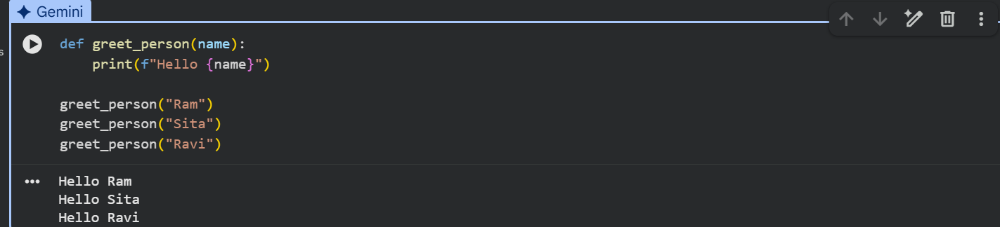 Gemini
s
def greet_person(name):
    print(f"Hello {name}")
greet_person("Ram")
greet_person("Sita")
greet_person("Ravi")
Hello Ram
Hello Sita
Hello Ravi